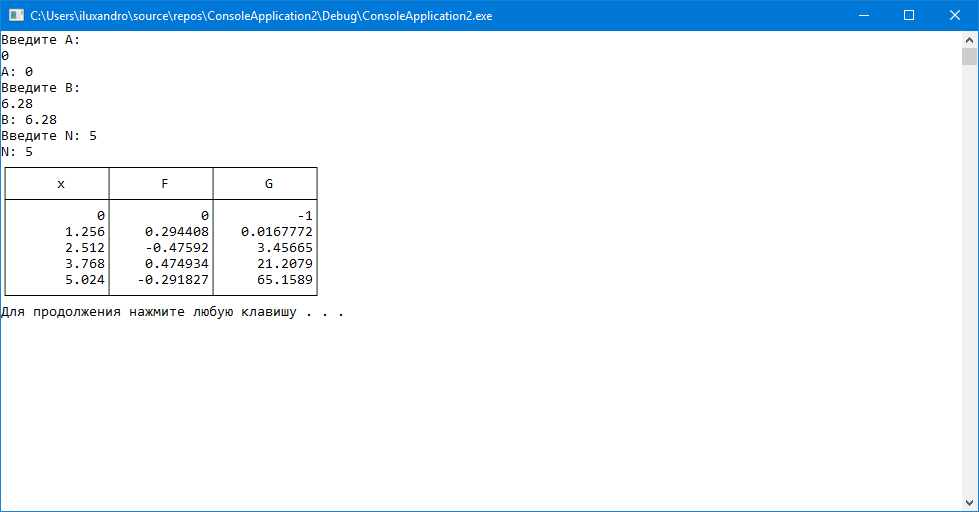 C:\Users\iluxandro\source\repos\ConsoleApplication2\Debug\ConsoleApplication2.exe
Введите A:
0
A: 0
Введите B:
6.28
B: 6.28
Введите N: 5
N: 5
x F G
0 0 -1
1.256 0.294408 0.0167772
2.512 -0.47592 3.45665
3.768 0.474934 21.2079
5.024 -0.291827 65.1589
Для продолжения нажмите любую клавишу . . .